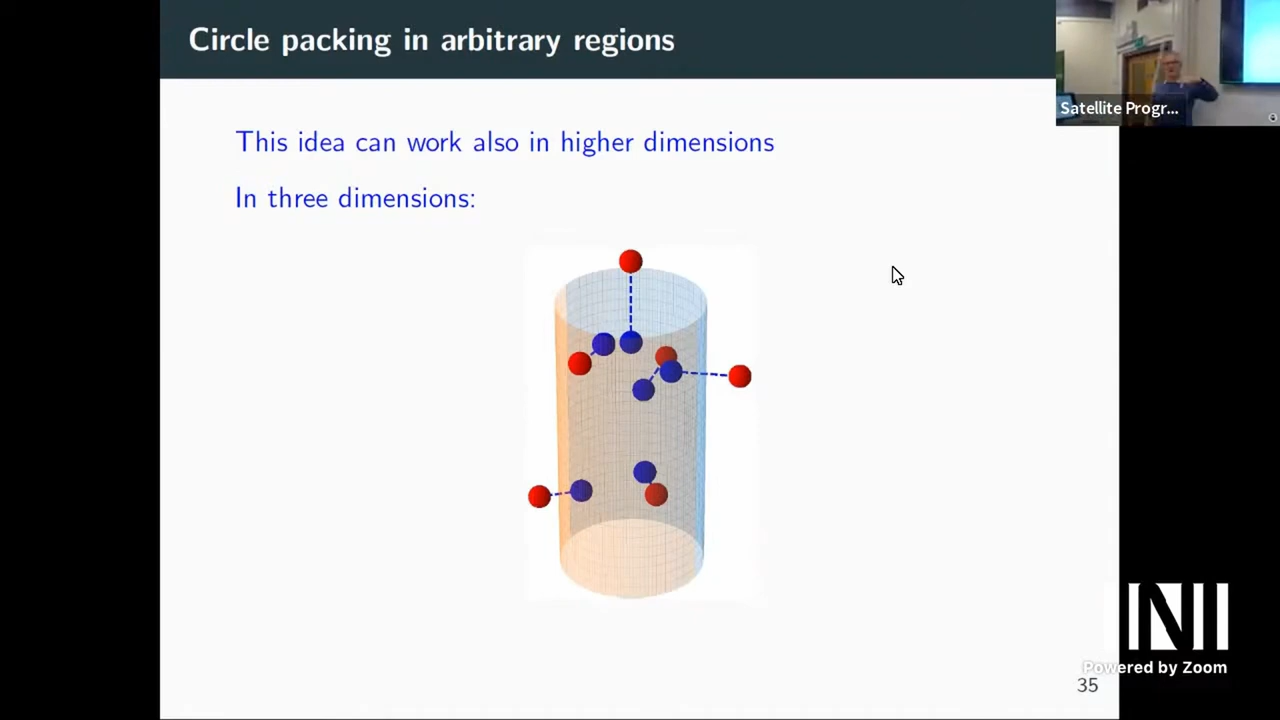 Circle packing in arbitrary regions
Satellite Progr...
This idea can work also in higher dimensions
In three dimensions:
INI
Powered by Zoom
35